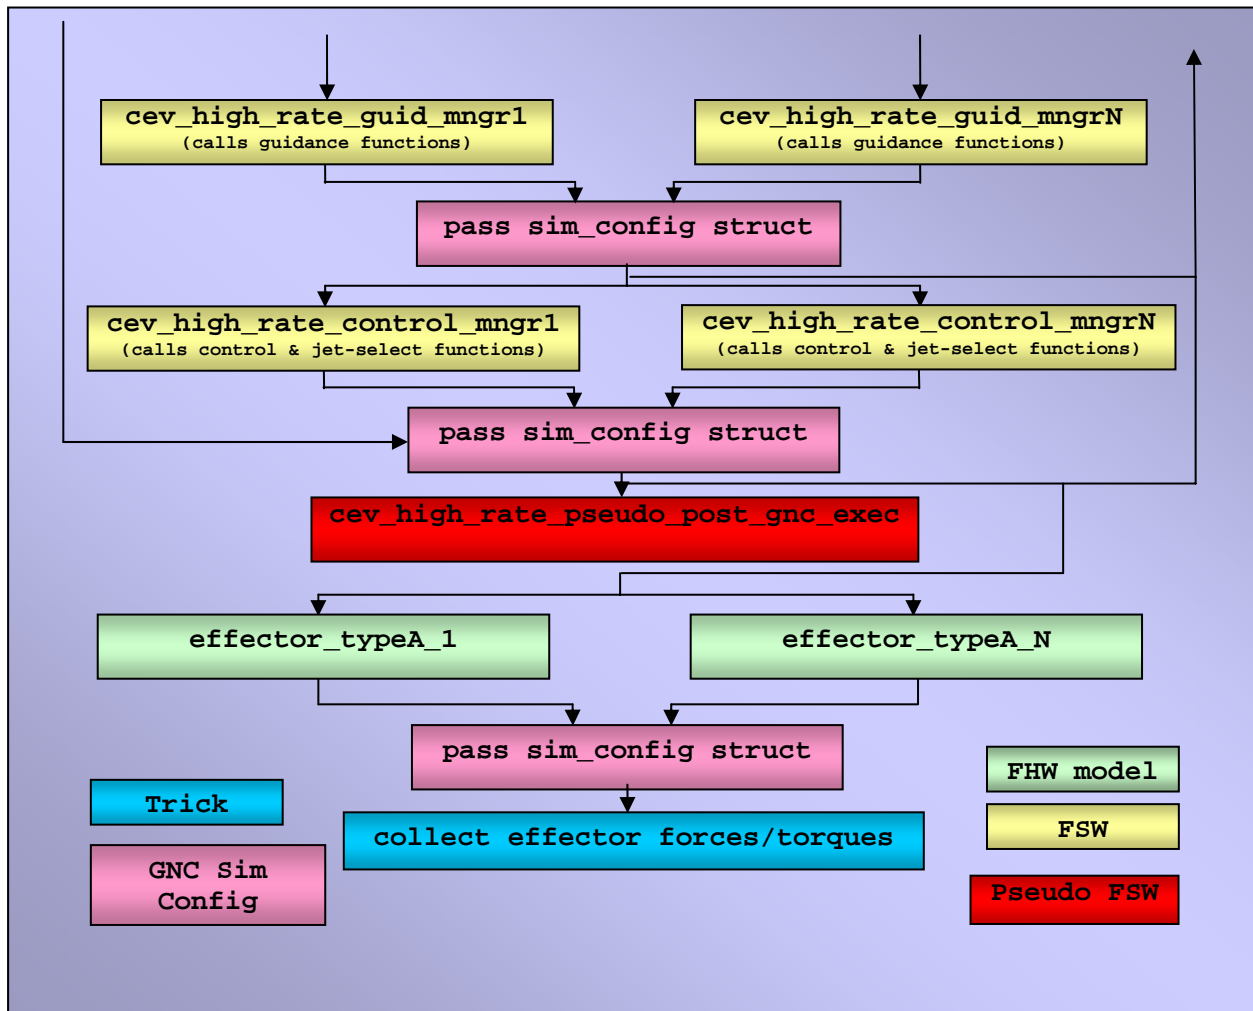 cev_high_rate_guid_mngr1
(calls guidance functions)
cev_high_rate_guid_mngrN
(calls guidance functions)
pass sim_config struct
cev_high_rate_control_mngr1
(calls control & jet-select functions)
cev_high_rate_control_mngrN
(calls control & jet-select functions)
pass sim_config struct
cev_high_rate_pseudo_post_gnc_exec
effector_typeA_1
effector_typeA_N
pass sim_config struct
collect effector forces/torques
Trick
GNC Sim
Config
FHW model
FSW
Pseudo FSW